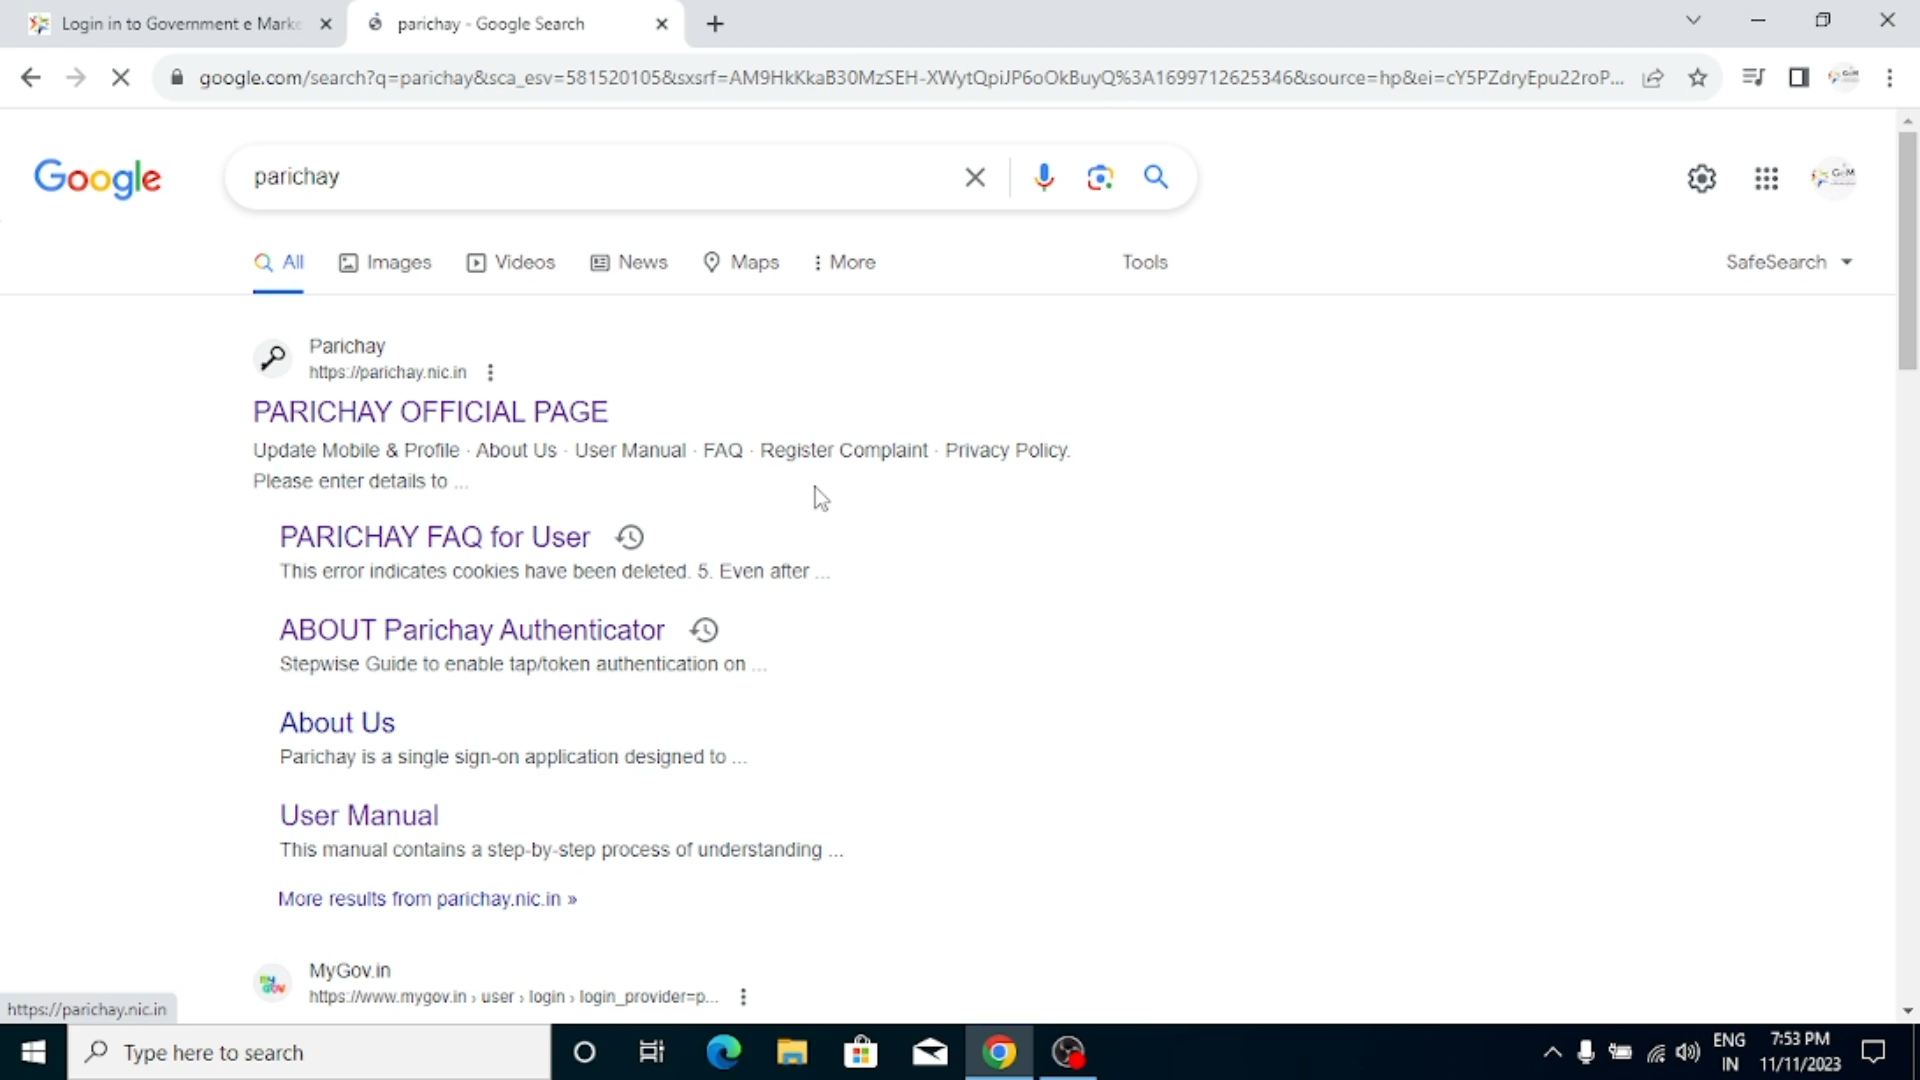 Login in to Government e Marke
parichay - Google Search
google.com/search?q=parichay&sca_esv=581520105&sxsrf=AM9HkKkaB30MzSEH-XWytQpiJP6oOkBuyQ%3A1699712625346&source=hp&ei=cY5PZdryEpu22roP...
Google
parichay
GeM
All
Images
Videos
News
Maps
More
Tools
SafeSearch
Parichay
https://parichay.nic.in
PARICHAY OFFICIAL PAGE
Update Mobile & Profile · About Us · User Manual · FAQ · Register Complaint · Privacy Policy.
Please enter details to ...
PARICHAY FAQ for User
This error indicates cookies have been deleted. 5. Even after ...
ABOUT Parichay Authenticator
Stepwise Guide to enable tap/token authentication on ...
About Us
Parichay is a single sign-on application designed to ...
User Manual
This manual contains a step-by-step process of understanding ...
More results from parichay.nic.in »
MyGov.in
my gov
https://www.mygov.in › user › login › login_provider=p...
https://parichay.nic.in
Type here to search
ENG
IN
7:53 PM
11/11/2023